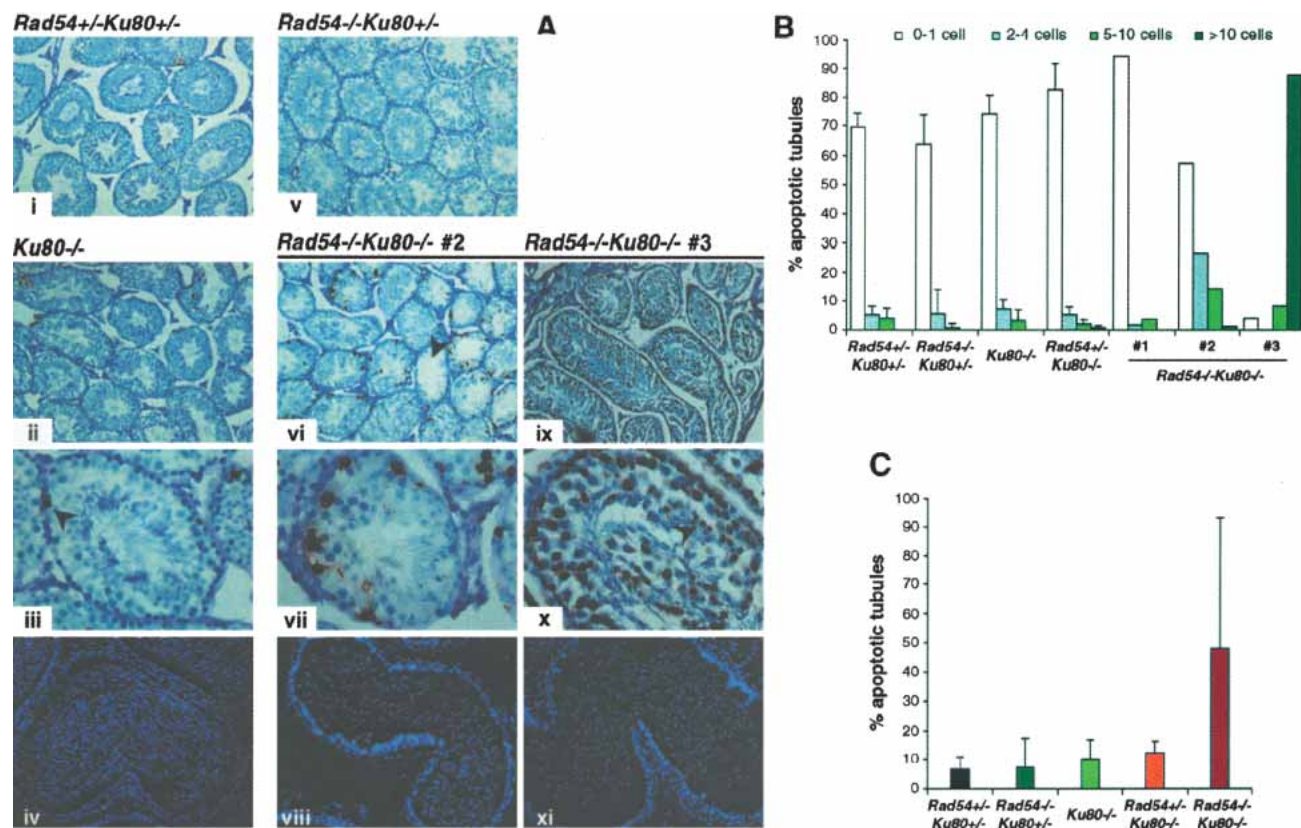 Rad54+/-Ku80+/-
Rad54-/-Ku80+/-
A
i
v
Ku80-/-
Rad54-/-Ku80-/- #2
Rad54-/-Ku80-/- #3
ii
vi
ix
iii
vii
x
iv
viii
xi
B
0-1 cell
2-4 cells
5-10 cells
>10 cells
% apoptotic tubules
100
90
80
70
60
50
40
30
20
10
0
Rad54+/-
Ku80+/-
Rad54-/-
Ku80+/-
Ku80-/-
Rad54+/-
Ku80-/-
#1
#2
#3
Rad54-/-Ku80-/-
C
% apoptotic tubules
100
90
80
70
60
50
40
30
20
10
0
Rad54+/-
Ku80+/-
Rad54-/-
Ku80+/-
Ku80-/-
Rad54+/-
Ku80-/-
Rad54-/-
Ku80-/-